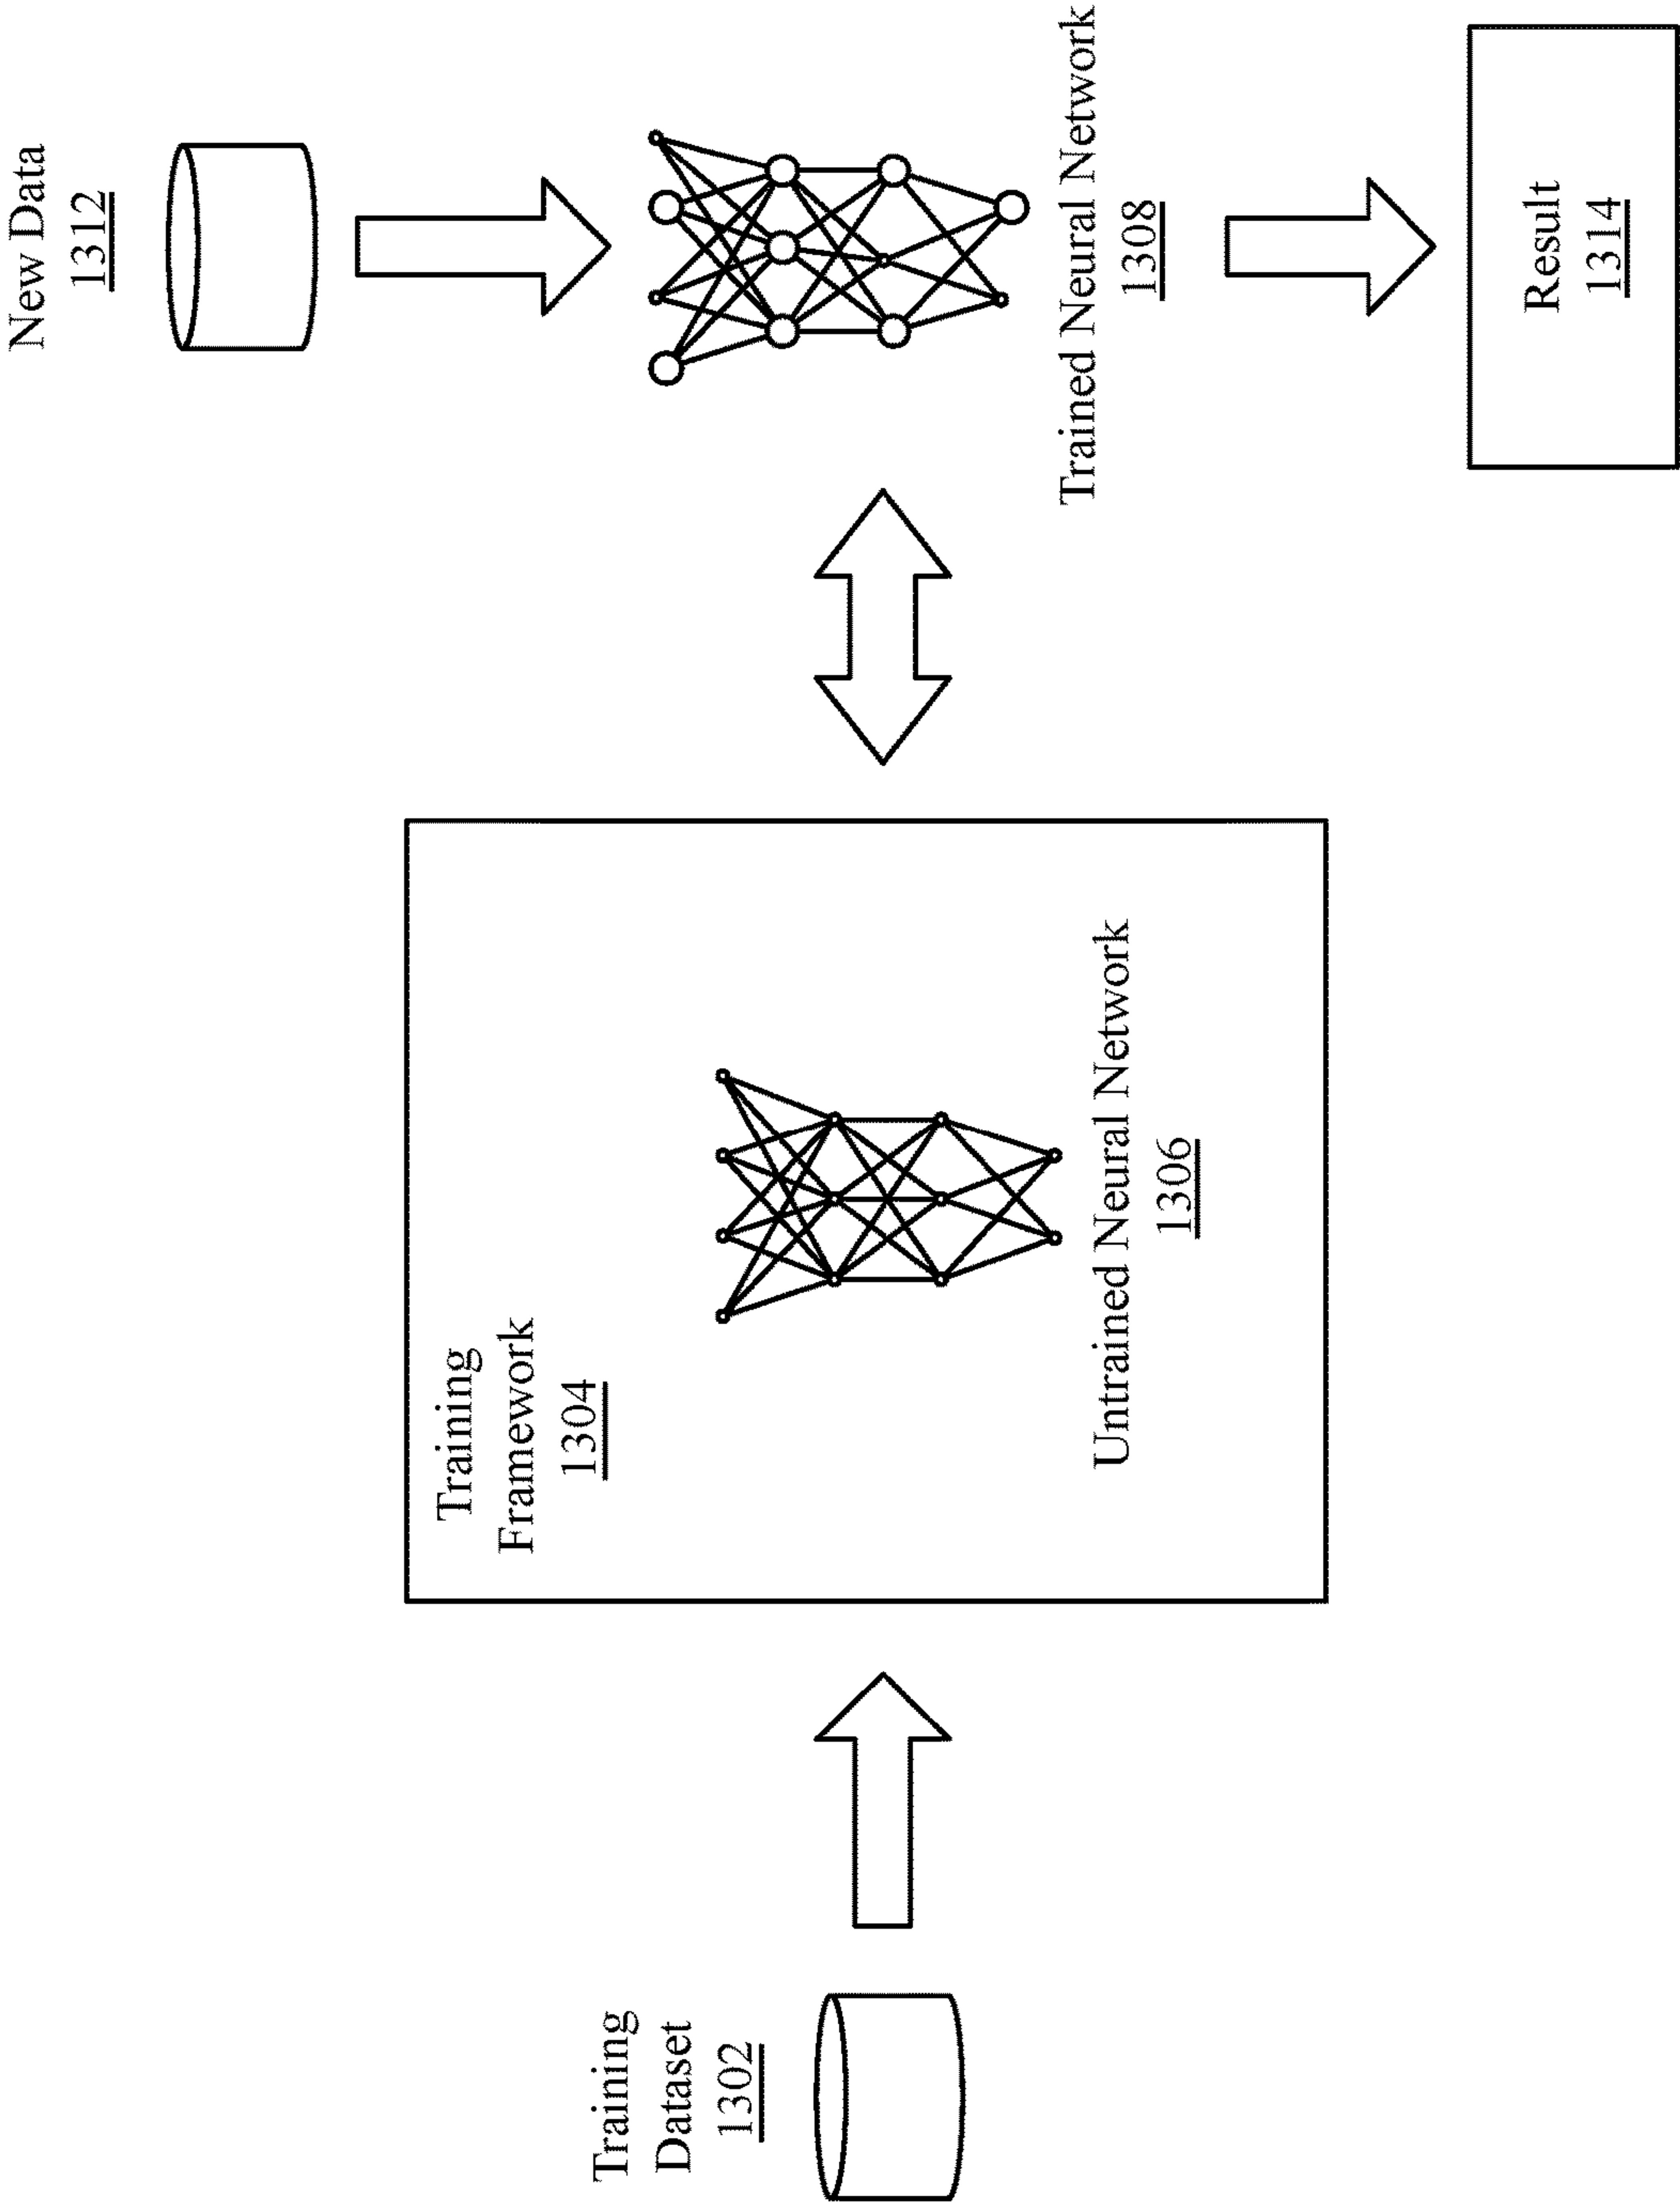 Training
Dataset
1302
Training
Framework
1304
Untrained Neural Network
1306
New Data
1312
Trained Neural Network
1308
Result
1314